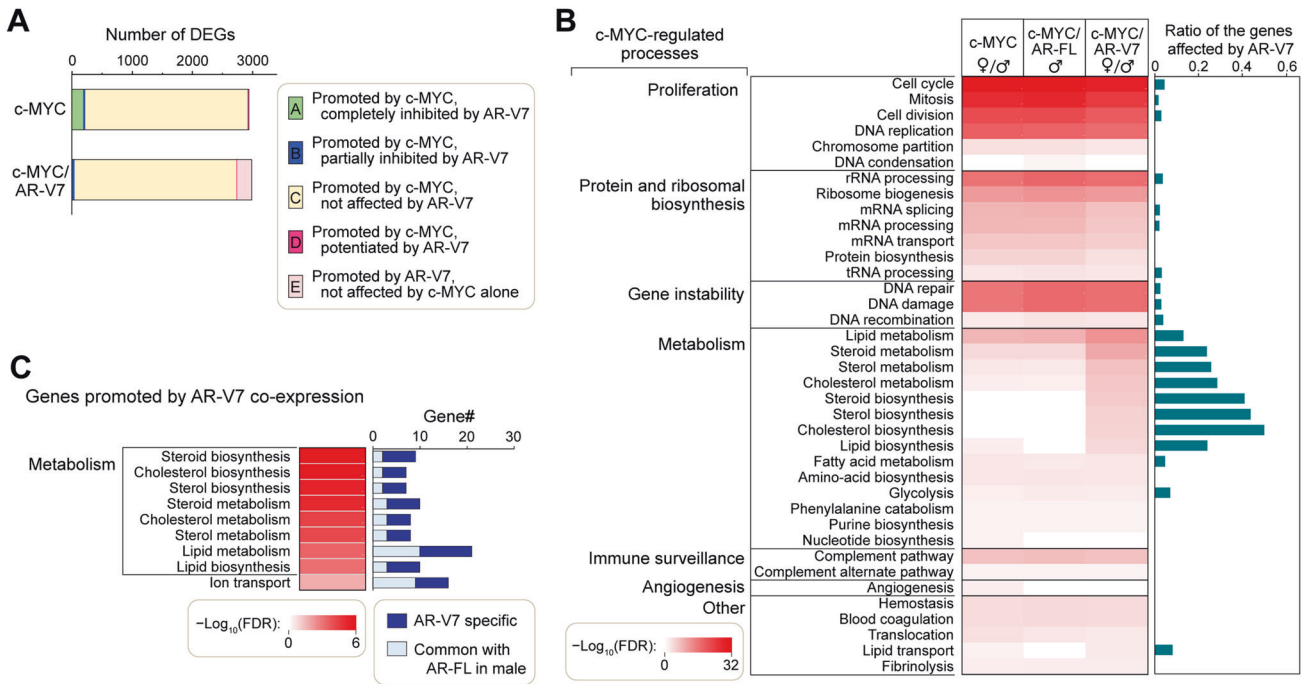 A
Number of DEGs
0 1000 2000 3000
c-MYC
c-MYC/
AR-V7
A Promoted by c-MYC,
completely inhibited by AR-V7
B Promoted by c-MYC,
partially inhibited by AR-V7
C Promoted by c-MYC,
not affected by AR-V7
D Promoted by c-MYC,
potentiated by AR-V7
E Promoted by AR-V7,
not affected by c-MYC alone
B
c-MYC-regulated
processes
c-MYC
♀/♂
c-MYC/
AR-FL
♂
c-MYC/
AR-V7
♀/♂
Ratio of the genes
affected by AR-V7
0 0.2 0.4 0.6
Proliferation
Cell cycle
Mitosis
Cell division
DNA replication
Chromosome partition
DNA condensation
Protein and ribosomal
biosynthesis
rRNA processing
Ribosome biogenesis
mRNA splicing
mRNA processing
mRNA transport
Protein biosynthesis
tRNA processing
Gene instability
DNA repair
DNA damage
DNA recombination
Metabolism
Lipid metabolism
Steroid metabolism
Sterol metabolism
Cholesterol metabolism
Steroid biosynthesis
Sterol biosynthesis
Cholesterol biosynthesis
Lipid biosynthesis
Fatty acid metabolism
Amino-acid biosynthesis
Glycolysis
Phenylalanine catabolism
Purine biosynthesis
Nucleotide biosynthesis
Immune surveillance
Complement pathway
Complement alternate pathway
Angiogenesis
Angiogenesis
Other
Hemostasis
Blood coagulation
Translocation
Lipid transport
Fibrinolysis
−Log10(FDR):
0 32
C
Genes promoted by AR-V7 co-expression
Gene#
0 10 20 30
Metabolism
Steroid biosynthesis
Cholesterol biosynthesis
Sterol biosynthesis
Steroid metabolism
Cholesterol metabolism
Sterol metabolism
Lipid metabolism
Lipid biosynthesis
Ion transport
−Log10(FDR):
0 6
AR-V7 specific
Common with
AR-FL in male